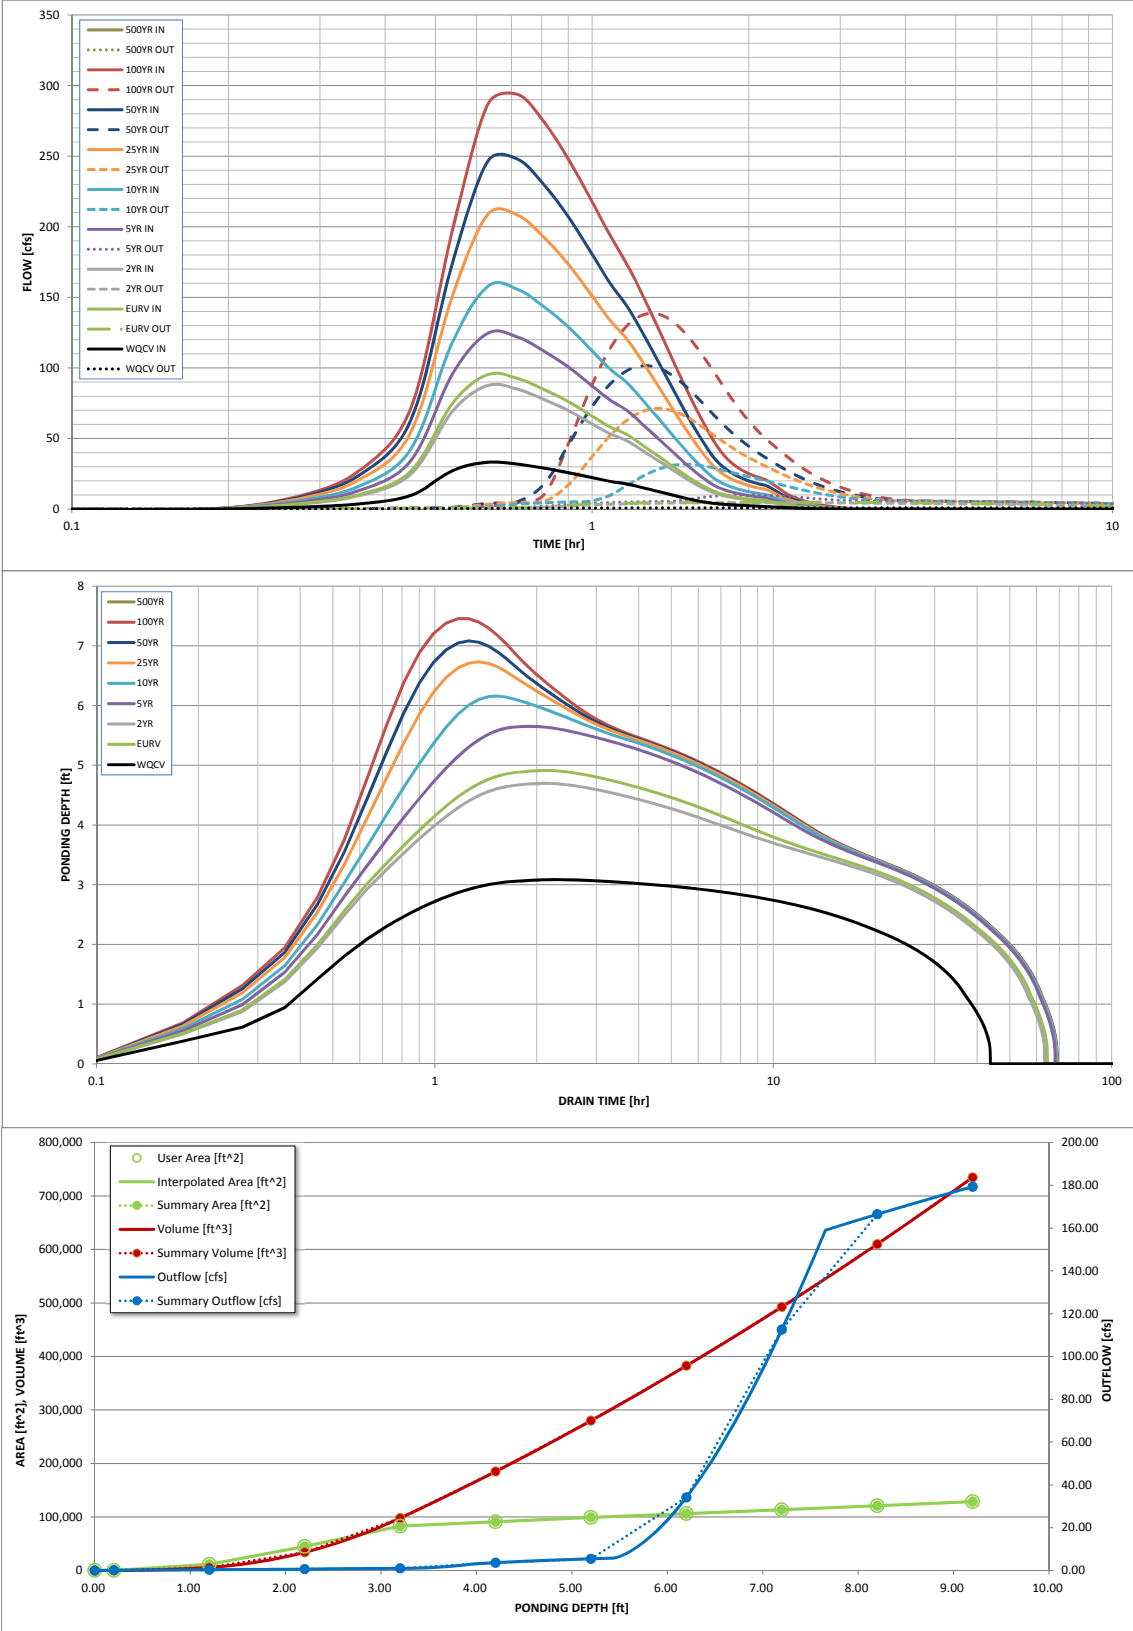 350
300
250
200
150
100
50
0
FLOW [cfs]
500YR IN
500YR OUT
100YR IN
100YR OUT
50YR IN
50YR OUT
25YR IN
25YR OUT
10YR IN
10YR OUT
5YR IN
5YR OUT
2YR IN
2YR OUT
EURV IN
EURV OUT
WQCV IN
WQCV OUT
0.1
1
10
TIME [hr]
8
7
6
5
4
3
2
1
0
PONDING DEPTH [ft]
500YR
100YR
50YR
25YR
10YR
5YR
2YR
EURV
WQCV
0.1
1
10
100
DRAIN TIME [hr]
800,000
700,000
600,000
500,000
400,000
300,000
200,000
100,000
0
AREA [ft^2], VOLUME [ft^3]
User Area [ft^2]
Interpolated Area [ft^2]
Summary Area [ft^2]
Volume [ft^3]
Summary Volume [ft^3]
Outflow [cfs]
Summary Outflow [cfs]
200.00
180.00
160.00
140.00
120.00
100.00
80.00
60.00
40.00
20.00
0.00
OUTFLOW [cfs]
0.00
1.00
2.00
3.00
4.00
5.00
6.00
7.00
8.00
9.00
10.00
PONDING DEPTH [ft]